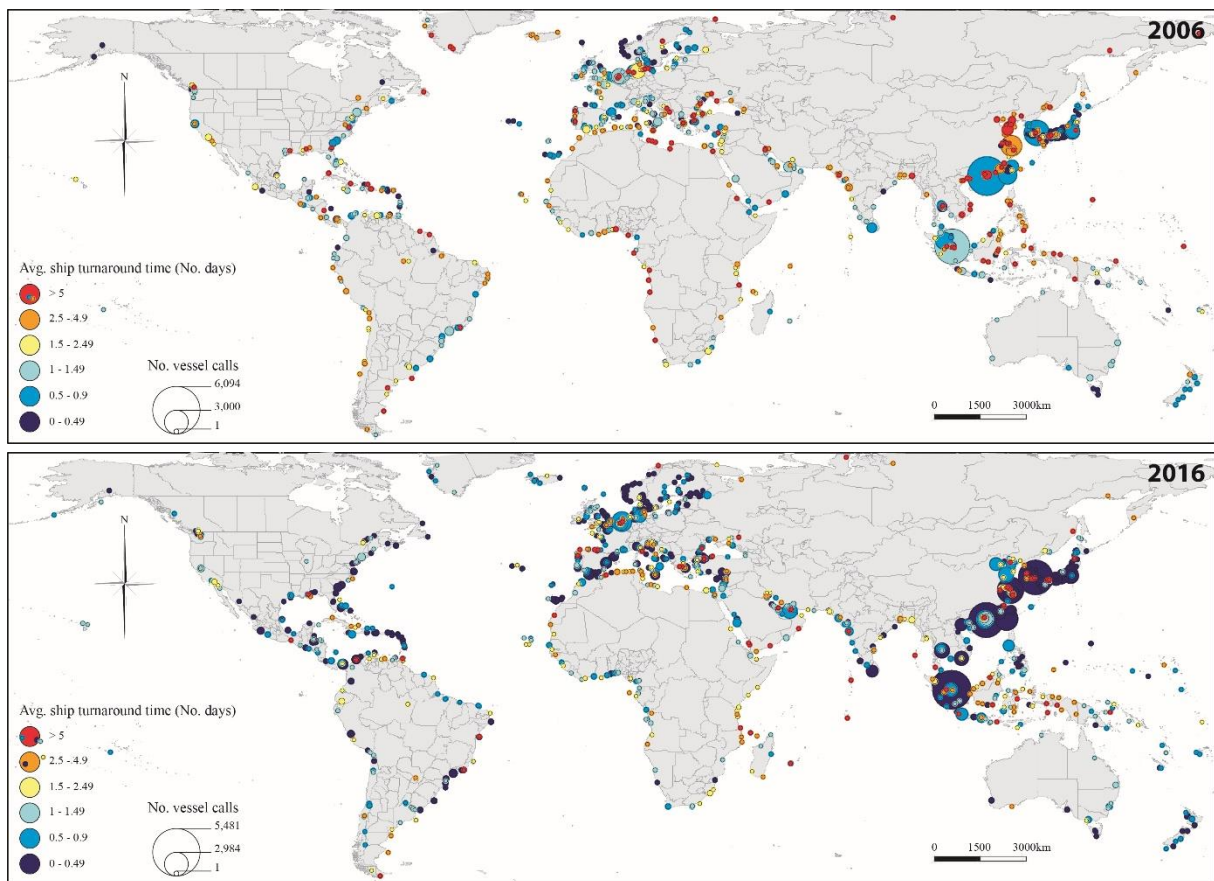 2006
N
Avg. ship turnaround time (No. days)
> 5
2.5 - 4.9
1.5 - 2.49
1 - 1.49
0.5 - 0.9
0 - 0.49
No. vessel calls
6,094
3,000
1
0 1500 3000km
2016
N
Avg. ship turnaround time (No. days)
> 5
2.5 - 4.9
1.5 - 2.49
1 - 1.49
0.5 - 0.9
0 - 0.49
No. vessel calls
5,481
2,984
1
0 1500 3000km